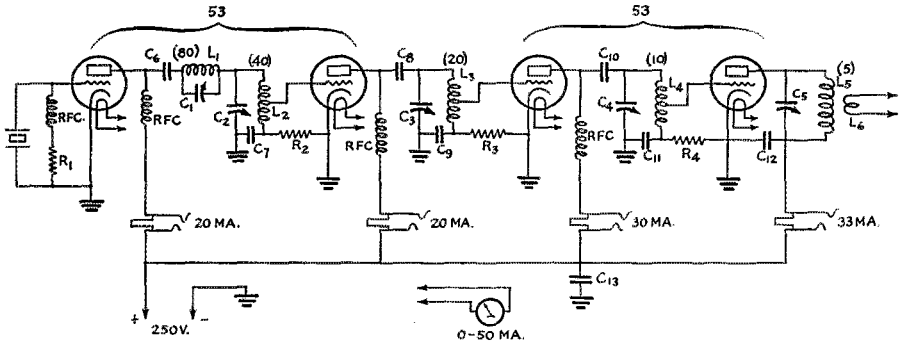 53
53
C6
(80)
L1
(40)
C8
(20)
L3
C10
(10)
L4
(5)
L5
RFC.
RFC
C1
C2
L2
C3
RFC
C4
RFC
C5
L6
R1
C7
R2
C9
R3
C11
R4
C12
20 MA.
20 MA.
30 MA.
33 MA.
C13
+
250V.
-
0-50 MA.